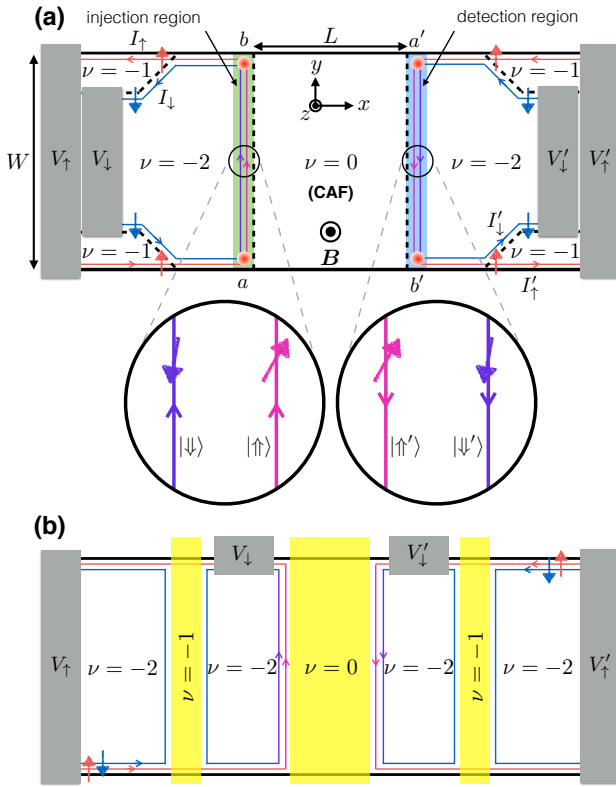 (a)
injection region
detection region
b
L
a′
I↑
I↓
ν = −1
ν = −1
y
x
z
W
V↑
V↓
ν = −2
ν = 0
(CAF)
ν = −2
V′↓
V′↑
B
I′↓
ν = −1
ν = −1
a
b′
I′↑
|⇓⟩
|⇑⟩
|⇑′⟩
|⇓′⟩
(b)
V↓
V′↓
V↑
ν = −2
ν = −1
ν = −2
ν = 0
ν = −2
ν = −1
ν = −2
V′↑